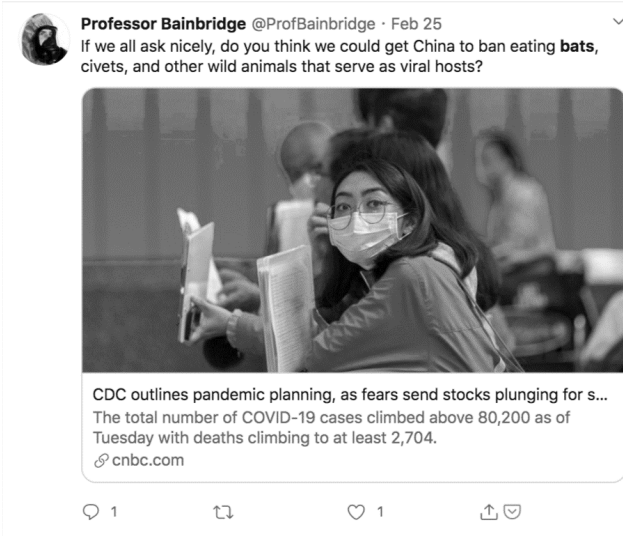 Professor Bainbridge @ProfBainbridge · Feb 25
If we all ask nicely, do you think we could get China to ban eating bats,
civets, and other wild animals that serve as viral hosts?
CDC outlines pandemic planning, as fears send stocks plunging for s...
The total number of COVID-19 cases climbed above 80,200 as of
Tuesday with deaths climbing to at least 2,704.
cnbc.com
1
1